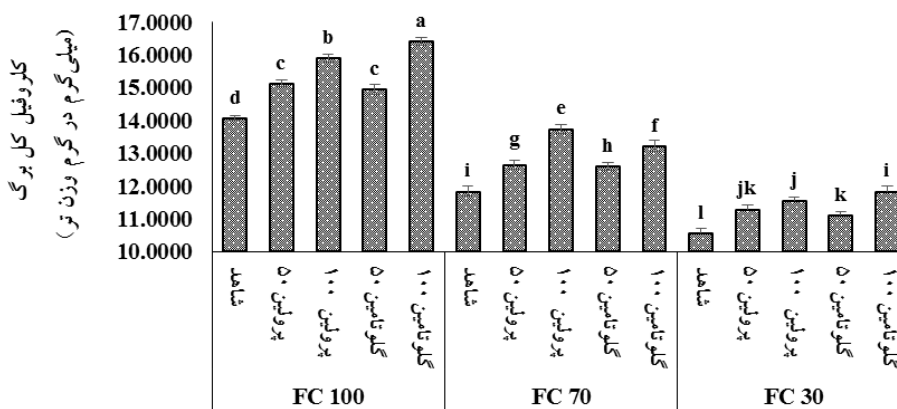 کلروفیل کل برگ
(میلی گرم در گرم وزن تر)
17.0000
16.0000
15.0000
14.0000
13.0000
12.0000
11.0000
10.0000
d
c
b
c
a
i
g
e
h
f
l
jk
j
k
i
شاهد
پرولین ۵۰
پرولین ۱۰۰
گلوتامین ۵۰
گلوتامین ۱۰۰
شاهد
پرولین ۵۰
پرولین ۱۰۰
گلوتامین ۵۰
گلوتامین ۱۰۰
شاهد
پرولین ۵۰
پرولین ۱۰۰
گلوتامین ۵۰
گلوتامین ۱۰۰
FC 100
FC 70
FC 30